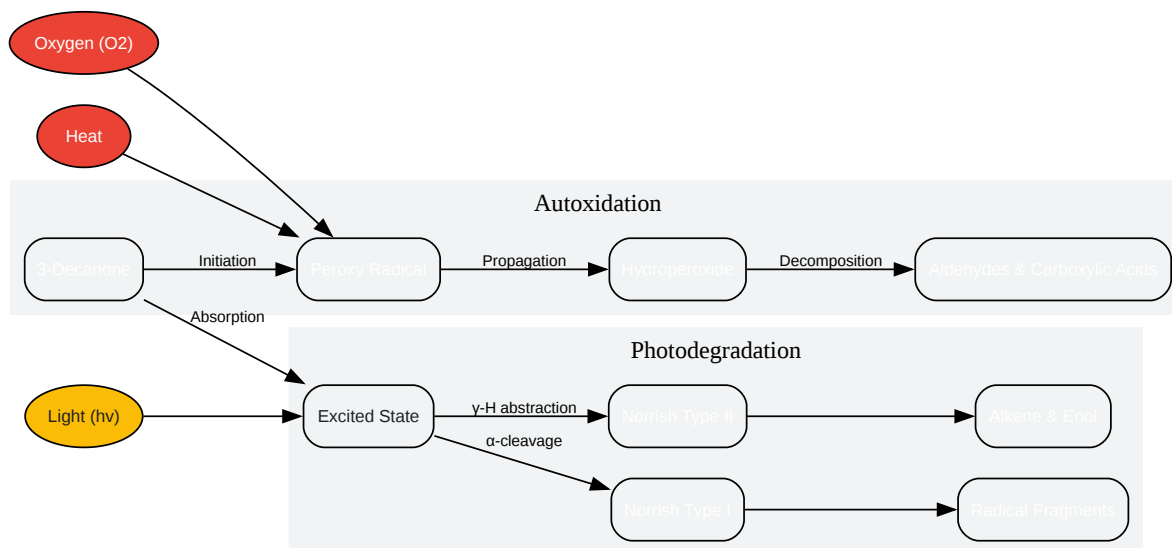 Oxygen (O2)
Heat
Autoxidation
3-Decanone
Initiation
Peroxy Radical
Propagation
Hydroperoxide
Decomposition
Aldehydes & Carboxylic Acids
Absorption
Photodegradation
Light (hv)
Excited State
γ-H abstraction
Norrish Type II
Alkene & Enol
α-cleavage
Norrish Type I
Radical Fragments